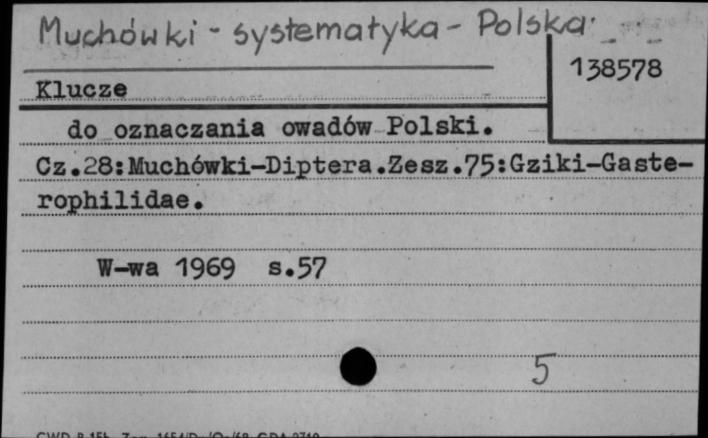 Muchówki - systematyka - Polska
138578
Klucze
do oznaczania owadów Polski.
Cz.28:Muchówki-Diptera.Zesz.75:Gziki-Gaste-
rophilidae.
W-wa 1969 s.57
5